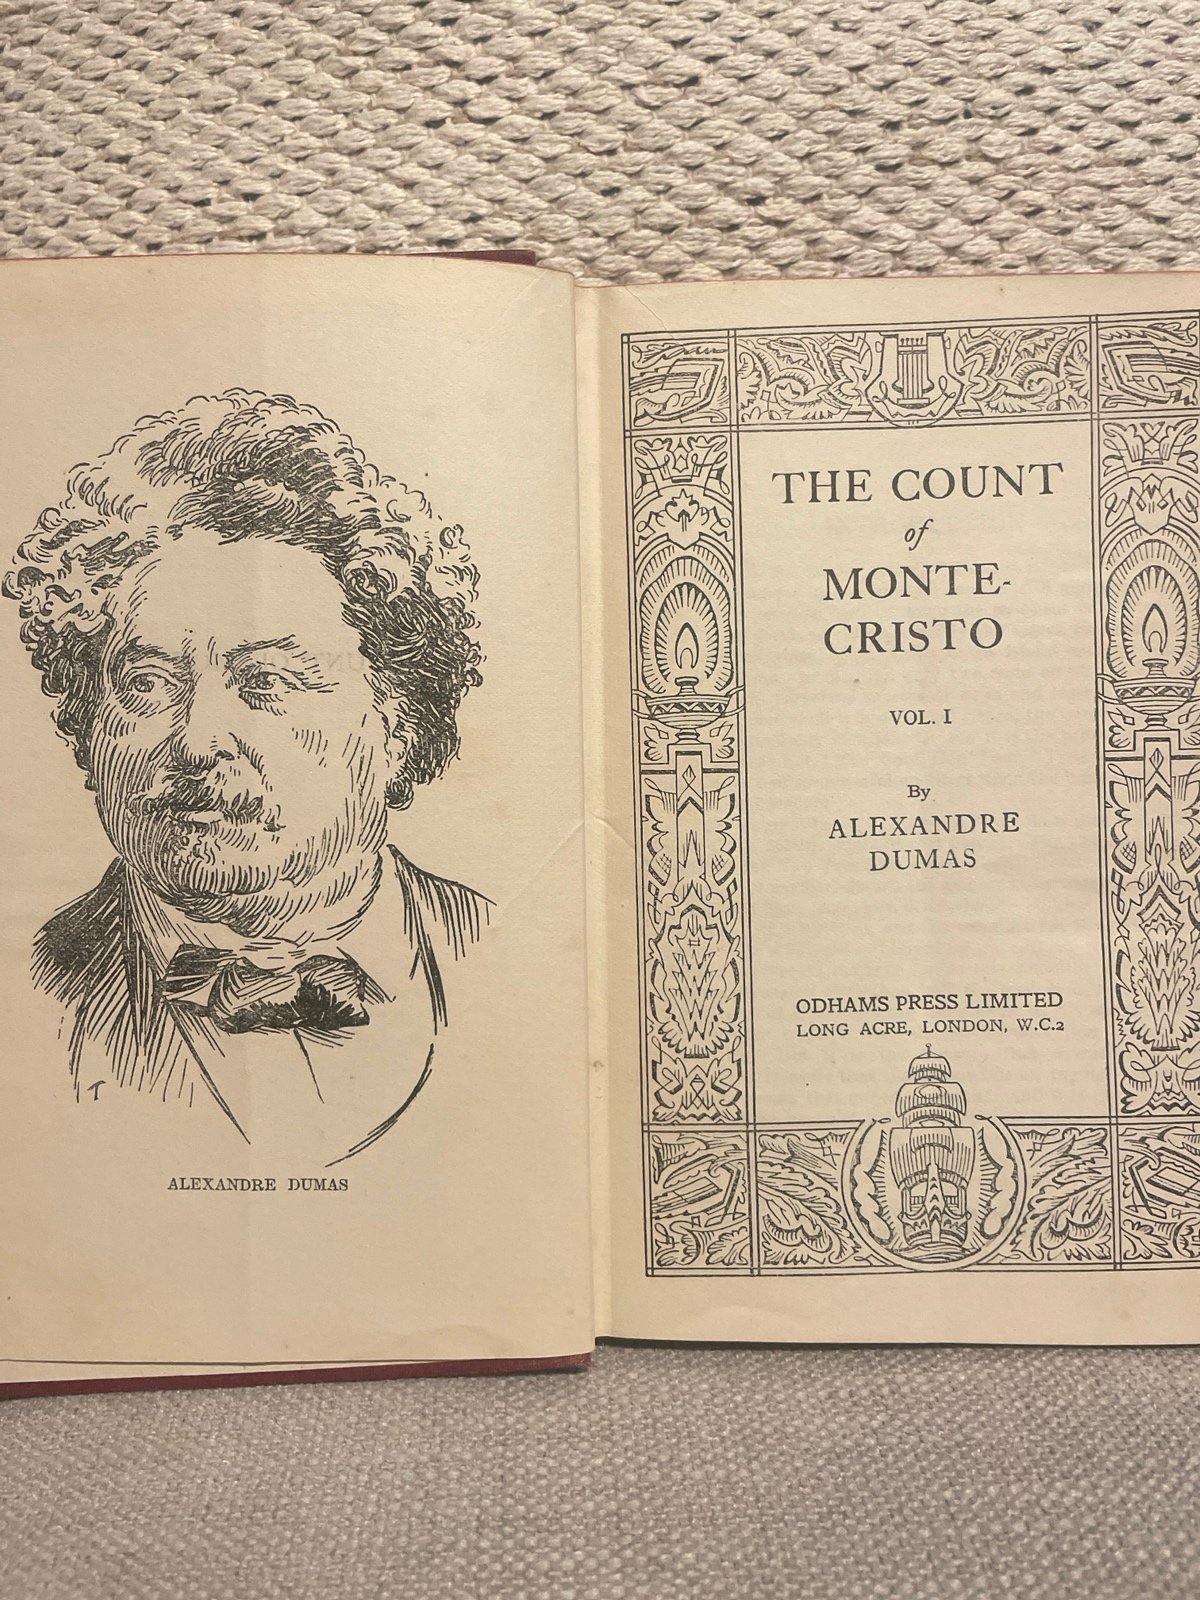 ALEXANDRE DUMAS
THE COUNT
of
MONTE-
CRISTO
VOL. I
By
ALEXANDRE
DUMAS
ODHAMS PRESS LIMITED
LONG ACRE, LONDON, W.C.2